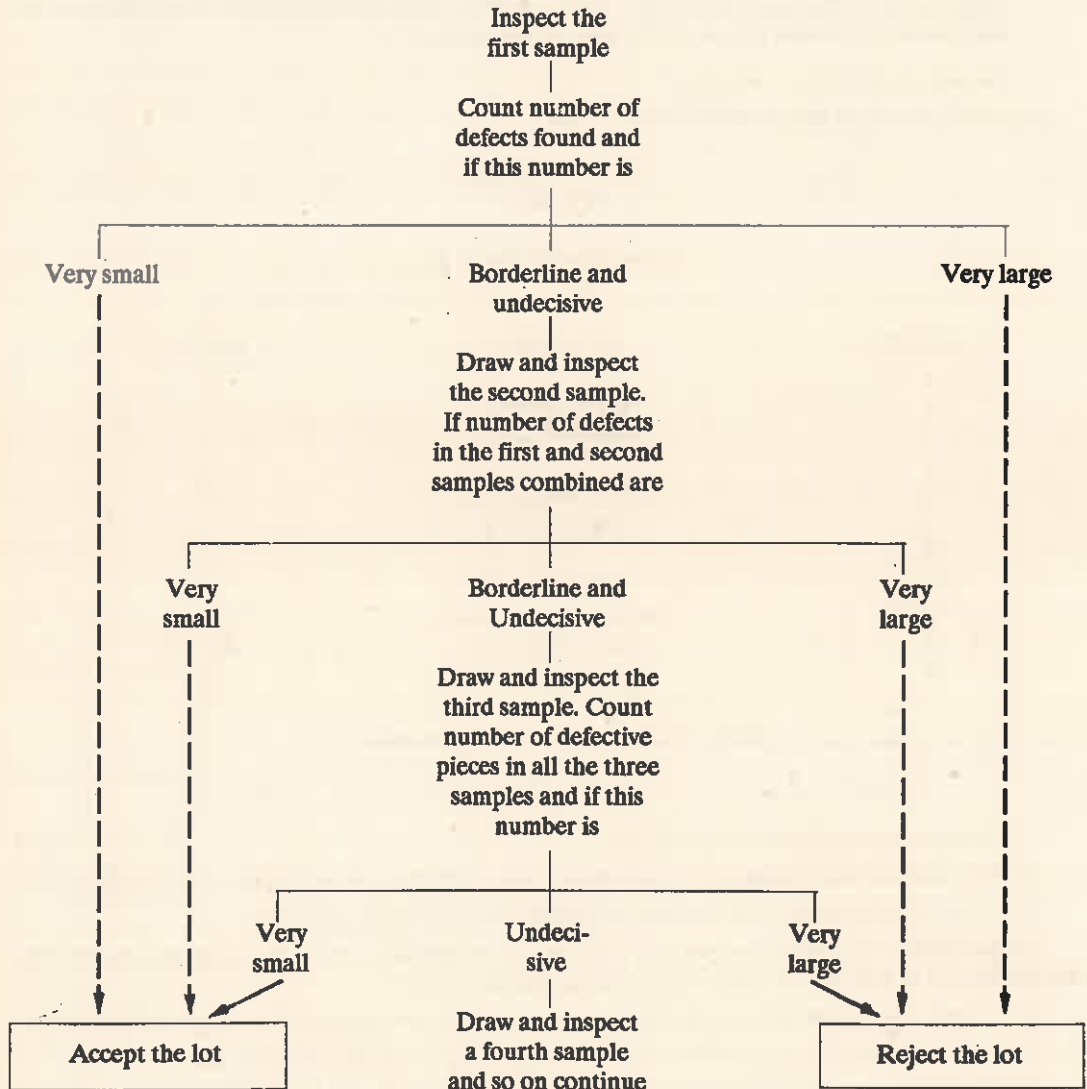 Inspect the
first sample
Count number of
defects found and
if this number is
Very small
Borderline and
undecisive
Very large
Draw and inspect
the second sample.
If number of defects
in the first and second
samples combined are
Very
small
Borderline and
Undecisive
Very
large
Draw and inspect the
third sample. Count
number of defective
pieces in all the three
samples and if this
number is
Very
small
Undeci-
sive
Very
large
Accept the lot
Draw and inspect
a fourth sample
and so on continue
Reject the lot